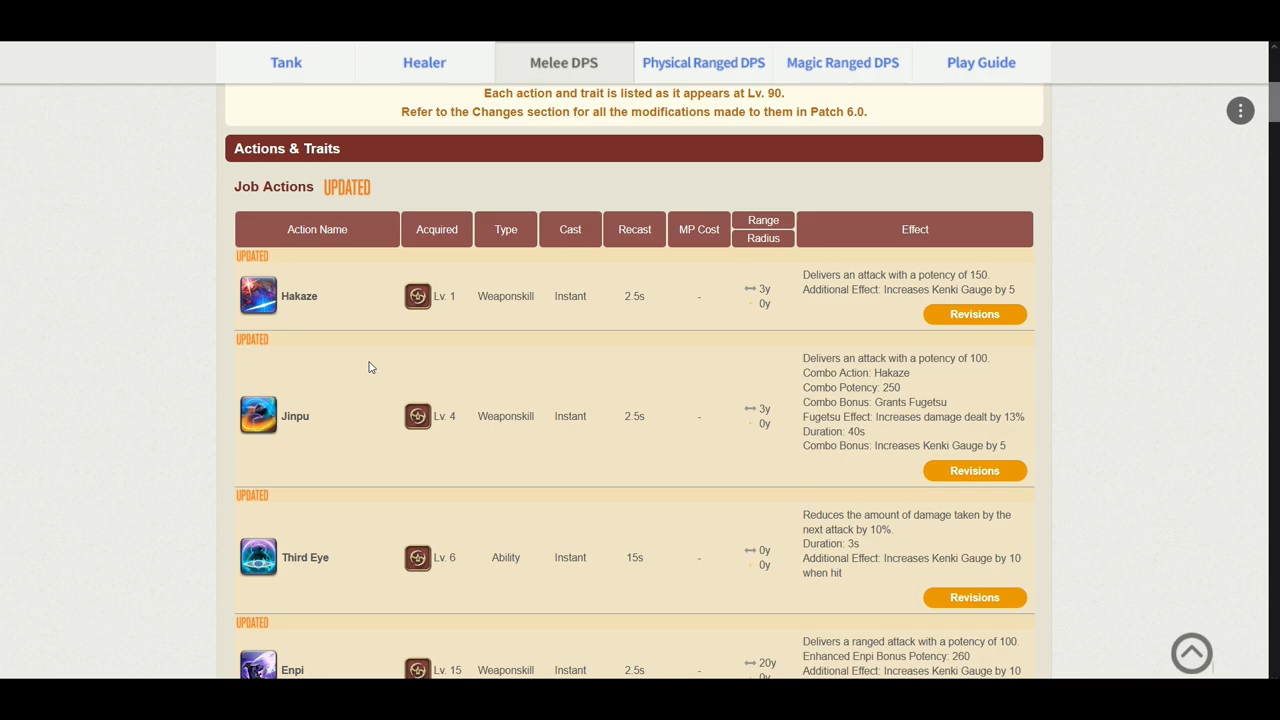 Tank
Healer
Melee DPS
Physical Ranged DPS
Magic Ranged DPS
Play Guide
Each action and trait is listed as it appears at Lv. 90.
Refer to the Changes section for all the modifications made to them in Patch 6.0.
Actions & Traits
Job Actions UPDATED
Action Name
Acquired
Type
Cast
Recast
MP Cost
Range
Radius
Effect
UPDATED
Hakaze
Lv. 1
Weaponskill
Instant
2.5s
-
3y
0y
Delivers an attack with a potency of 150.
Additional Effect: Increases Kenki Gauge by 5
Revisions
UPDATED
Jinpu
Lv. 4
Weaponskill
Instant
2.5s
-
3y
0y
Delivers an attack with a potency of 100.
Combo Action: Hakaze
Combo Potency: 250
Combo Bonus: Grants Fugetsu
Fugetsu Effect: Increases damage dealt by 13%
Duration: 40s
Combo Bonus: Increases Kenki Gauge by 5
Revisions
UPDATED
Third Eye
Lv. 6
Ability
Instant
15s
-
0y
0y
Reduces the amount of damage taken by the
next attack by 10%.
Duration: 3s
Additional Effect: Increases Kenki Gauge by 10
when hit
Revisions
UPDATED
Enpi
Lv. 15
Weaponskill
Instant
2.5s
-
20y
0y
Delivers a ranged attack with a potency of 100.
Enhanced Enpi Bonus Potency: 260
Additional Effect: Increases Kenki Gauge by 10